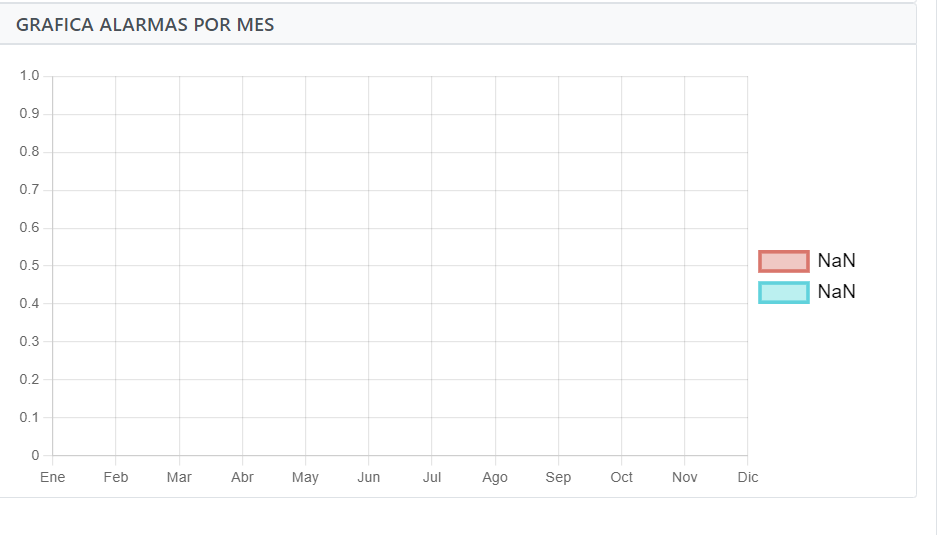 GRAFICA ALARMAS POR MES
1.0
0.9
0.8
0.7
0.6
0.5
0.4
0.3
0.2
0.1
0
Ene Feb Mar Abr May Jun Jul Ago Sep Oct Nov Dic
NaN
NaN